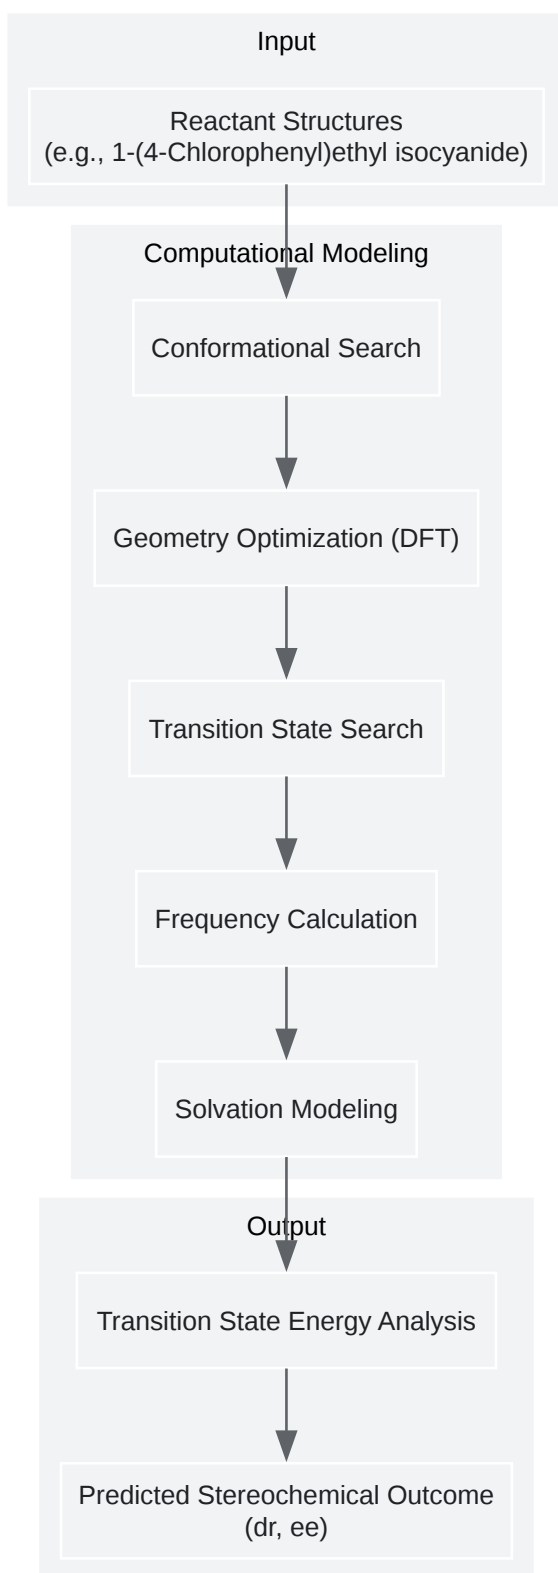 Input
Reactant Structures
(e.g., 1-(4-Chlorophenyl)ethyl isocyanide)
Computational Modeling
Conformational Search
Geometry Optimization (DFT)
Transition State Search
Frequency Calculation
Solvation Modeling
Output
Transition State Energy Analysis
Predicted Stereochemical Outcome
(dr, ee)